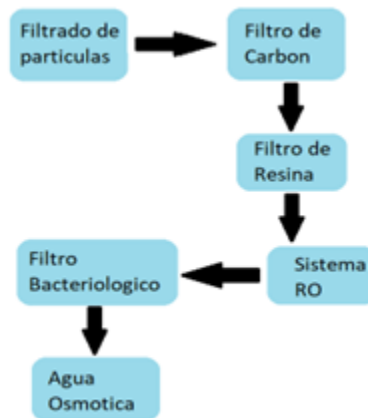 Filtrado de
particulas
Filtro de
Carbon
Filtro de
Resina
Sistema
RO
Filtro
Bacteriologico
Agua
Osmotica